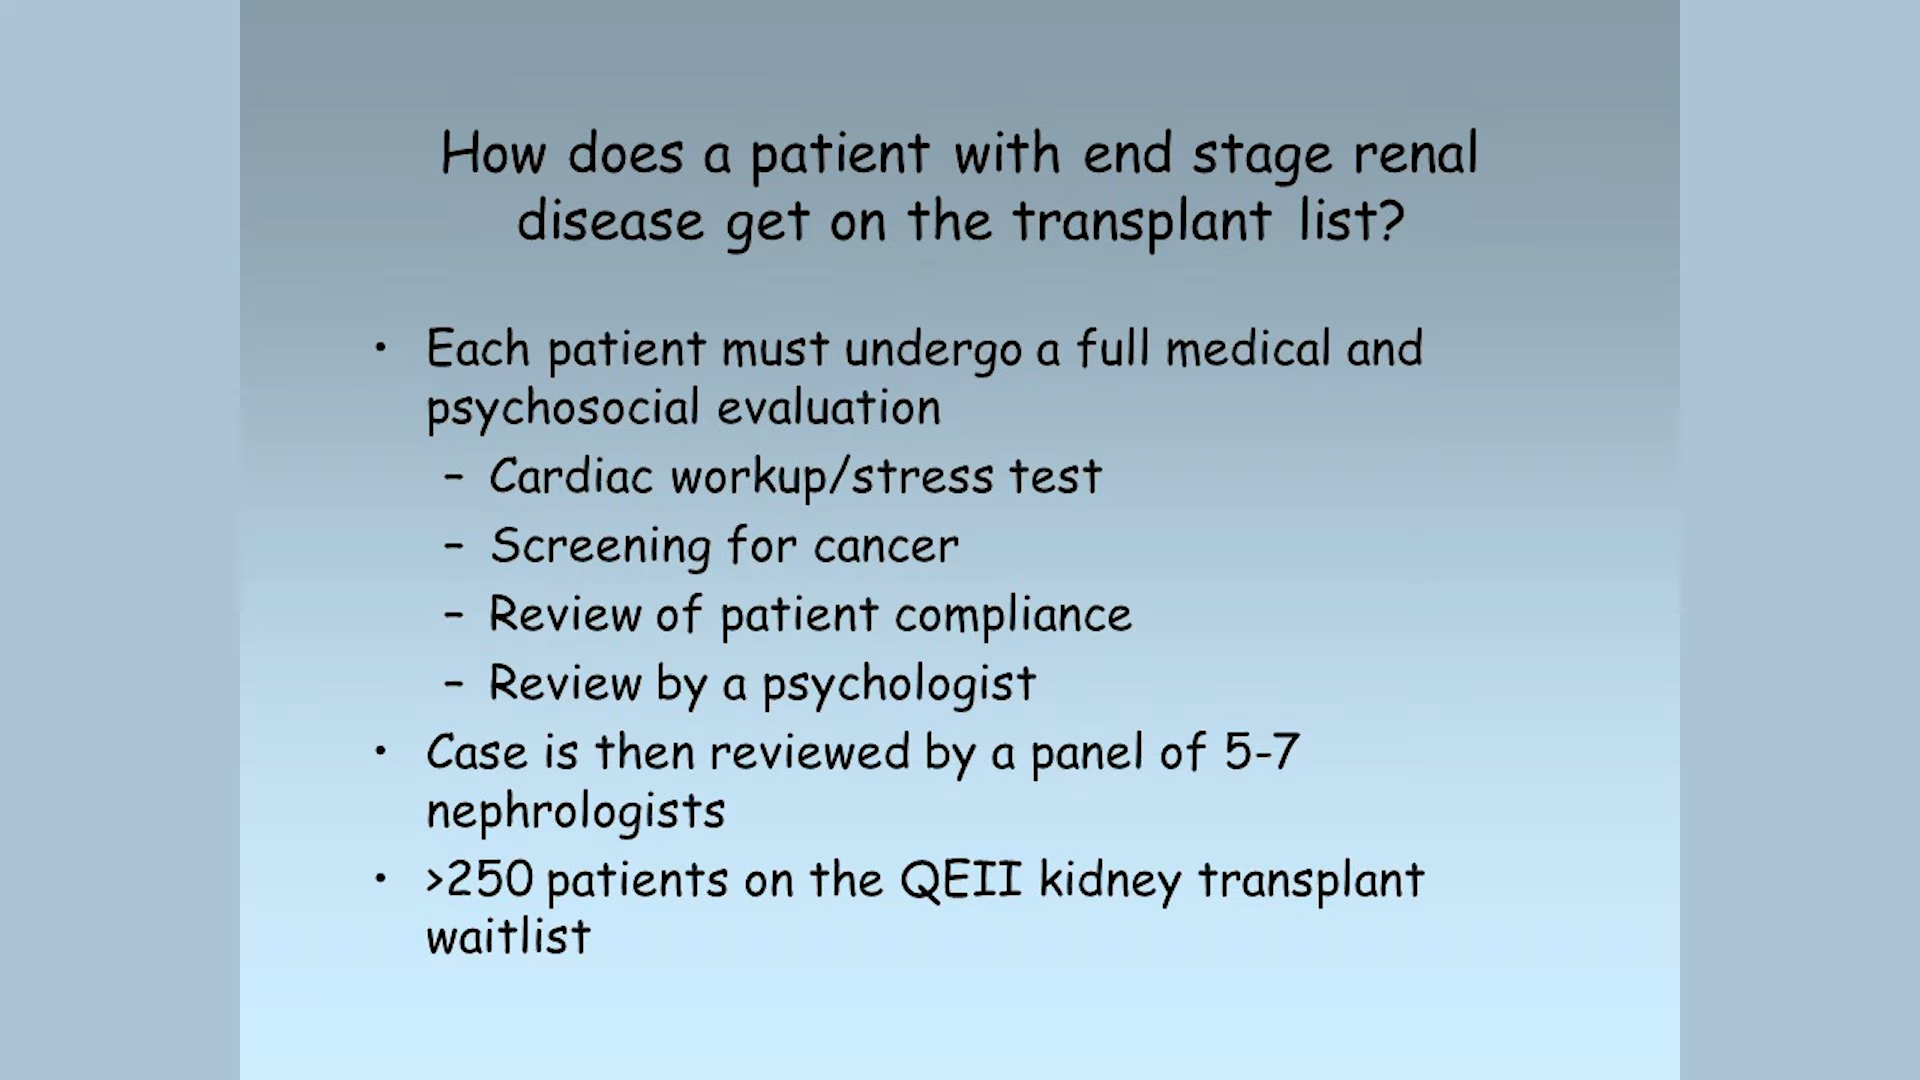 How does a patient with end stage renal
disease get on the transplant list?
• Each patient must undergo a full medical and
psychosocial evaluation
– Cardiac workup/stress test
– Screening for cancer
– Review of patient compliance
– Review by a psychologist
• Case is then reviewed by a panel of 5-7
nephrologists
• >250 patients on the QEII kidney transplant
waitlist